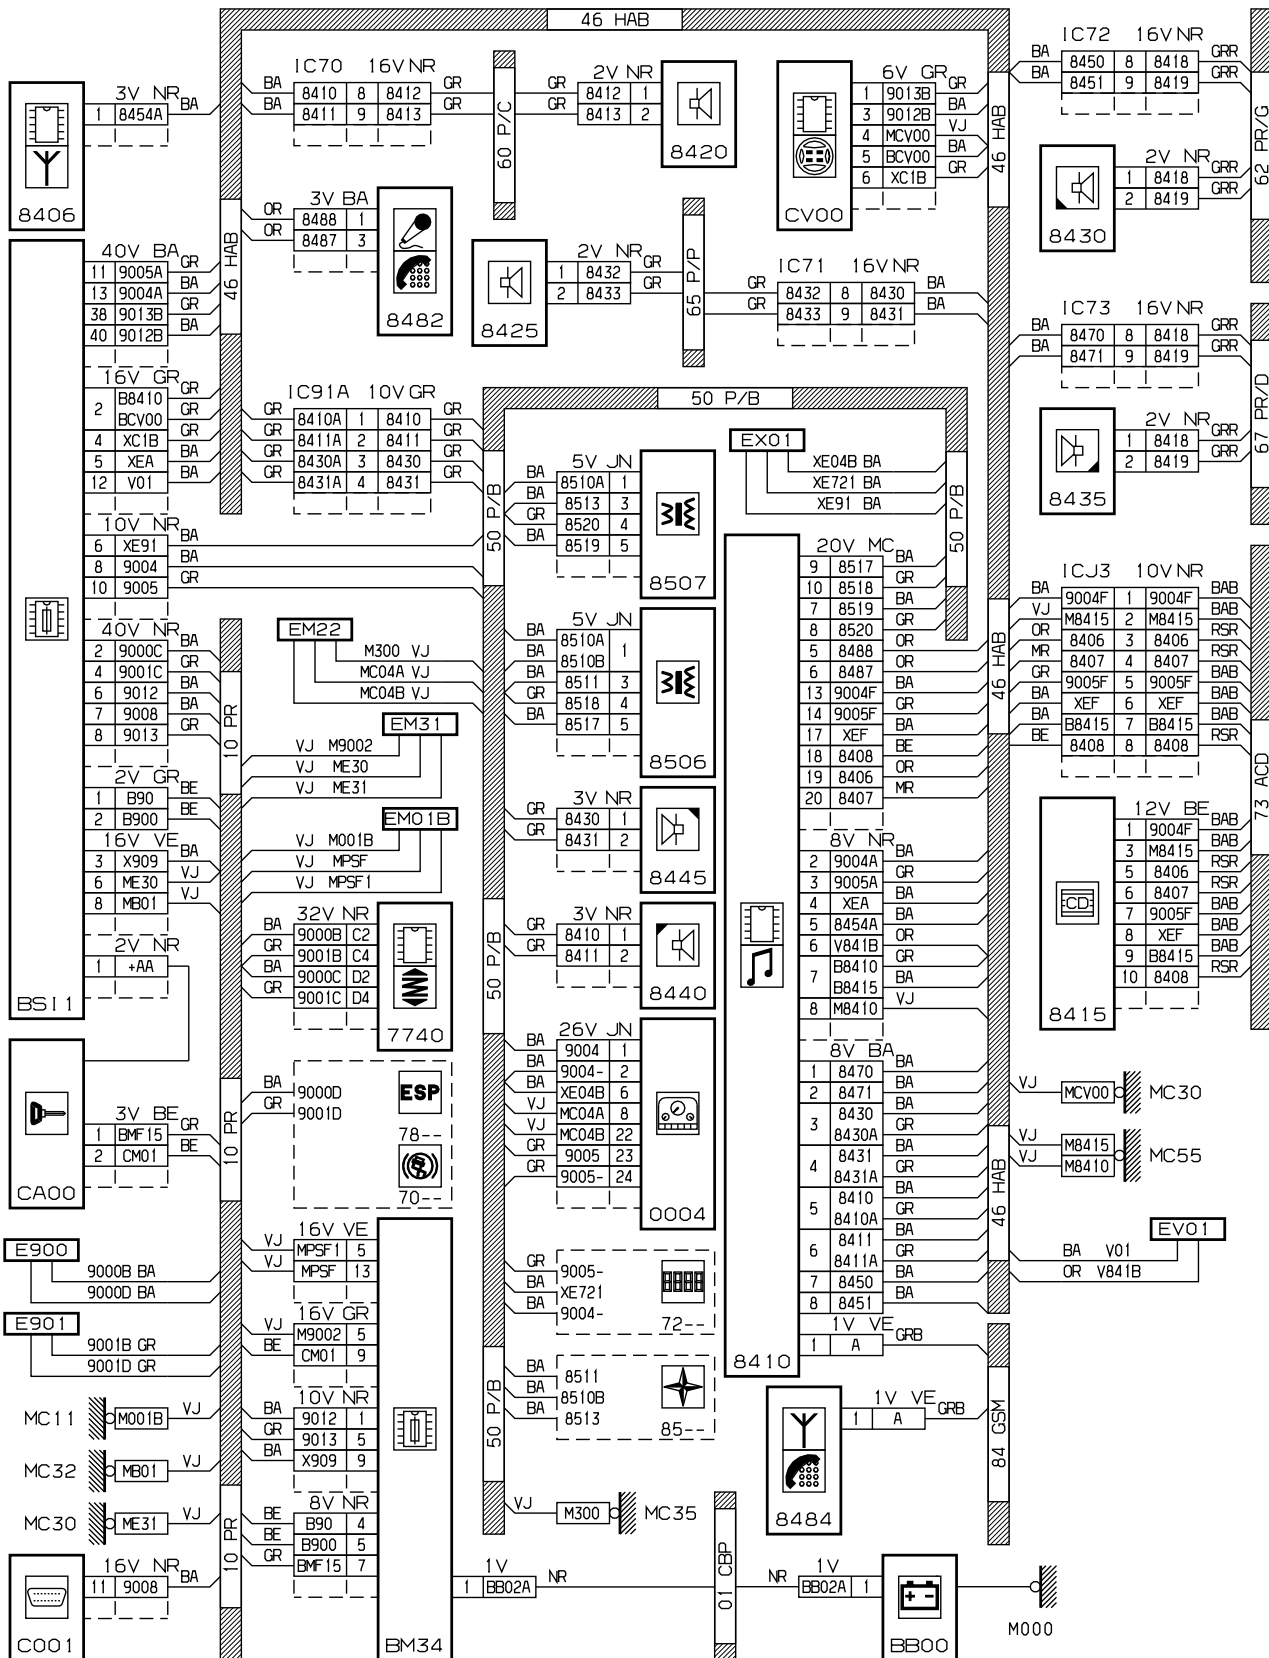 46 HAB
3V NR
1 8454A BA
8406
BA IC70 16V NR GR
BA 8410 8 8412 GR
8411 9 8413
60 P/C
GR 2V NR
GR 8412 1
8413 2
8420
6V GR
1 9013B GR
3 9012B BA
4 MCV00 VJ
5 BCV00 BA
6 XC1B GR
CV00
46 HAB
IC72 16V NR
BA 8450 8 8418 GRR
BA 8451 9 8419 GRR
62 PR/G
2V NR
1 8418 GRR
2 8419 GRR
8430
3V BA
OR 8488 1
OR 8487 3
8482
46 HAB
2V NR
1 8432 GR
2 8433 GR
8425
65 P/P
IC71 16V NR
GR 8432 8 8430 BA
GR 8433 9 8431 BA
IC73 16V NR
BA 8470 8 8418 GRR
BA 8471 9 8419 GRR
67 PR/D
2V NR
1 8418 GRR
2 8419 GRR
8435
40V BA
11 9005A GR
13 9004A BA
38 9013B GR
40 9012B BA
16V GR
2 B8410 GR
BCV00 GR
4 XC1B GR
5 XEA BA
12 V01 BA
10V NR
6 XE91 BA
8 9004 BA
10 9005 GR
40V NR
2 9000C BA
4 9001C GR
6 9012 BA
7 9008 BA
8 9013 GR
2V GR
1 B90 BE
2 B900 BE
16V VE
3 X909 BA
6 ME30 VJ
8 MB01 VJ
2V NR
1 +AA
BSI1
IC91A 10V GR
GR 8410A 1 8410 GR
GR 8411A 2 8411 GR
GR 8430A 3 8430 GR
GR 8431A 4 8431 GR
50 P/B
50 P/B
5V JN
BA 8510A 1
BA 8513 3
GR 8520 4
BA 8519 5
8507
EX01
XE04B BA
XE721 BA
XE91 BA
50 P/B
EM22
M300 VJ
MC04A VJ
MC04B VJ
10 PR
EM31
VJ M9002
VJ ME30
VJ ME31
EM01B
VJ M001B
VJ MPSF
VJ MPSF1
5V JN
BA 8510A 1
BA 8510B
BA 8511 3
GR 8518 4
BA 8517 5
8506
3V NR
GR 8430 1
GR 8431 2
8445
50 P/B
3V NR
GR 8410 1
GR 8411 2
8440
20V MC
9 8517 BA
10 8518 GR
7 8519 BA
8 8520 GR
5 8488 OR
6 8487 OR
13 9004F BA
14 9005F GR
17 XEF BA
18 8408 BE
19 8406 OR
20 8407 MR
8V NR
2 9004A BA
3 9005A GR
4 XEA BA
5 8454A BA
6 V841B OR
7 B8410 GR
B8415 BA
8 M8410 VJ
8V BA
1 8470 BA
2 8471 BA
3 8430 BA
8430A GR
4 8431 BA
8431A GR
5 8410 BA
8410A GR
6 8411 BA
8411A GR
7 8450 BA
8 8451 BA
1V VE
1 A GRB
8410
46 HAB
ICJ3 10V NR
BA 9004F 1 9004F BAB
VJ M8415 2 M8415 BAB
OR 8406 3 8406 RSR
MR 8407 4 8407 RSR
GR 9005F 5 9005F BAB
BA XEF 6 XEF BAB
BA B8415 7 B8415 BAB
BE 8408 8 8408 RSR
73 ACD
12V BE
1 9004F BAB
3 M8415 BAB
5 8406 RSR
6 8407 RSR
7 9005F BAB
8 XEF BAB
9 B8415 BAB
10 8408 RSR
CD
8415
32V NR
BA 9000B C2
GR 9001B C4
BA 9000C D2
GR 9001C D4
7740
26V JN
BA 9004 1
BA 9004- 2
BA XE04B 6
VJ MC04A 8
VJ MC04B 22
GR 9005 23
GR 9005- 24
0004
3V BE
1 BMF15 GR
2 CM01 BE
CA00
10 PR
BA 9000D
GR 9001D
ESP
78--
70--
VJ MCV00 MC30
VJ M8415
VJ M8410 MC55
46 HAB
EV01
BA V01
OR V841B
E900
9000B BA
9000D BA
E901
9001B GR
9001D GR
16V VE
VJ MPSF1 5
VJ MPSF 13
16V GR
VJ M9002 5
BE CM01 9
10V NR
BA 9012 1
GR 9013 5
BA X909 9
8V NR
BE B90 4
BE B900 5
GR BMF15 7
BM34
GR 9005-
BA XE721
BA 9004-
72--
50 P/B
BA 8511
BA 8510B
BA 8513
85--
1V VE
1 A GRB
8484
84 GSM
MC11 M001B VJ
MC32 MB01 VJ
MC30 ME31 VJ
10 PR
VJ M300 MC35
16V NR
11 9008 BA
C001
1V
1 BB02A NR
01 CBP
1V
NR BB02A 1
BB00
M000